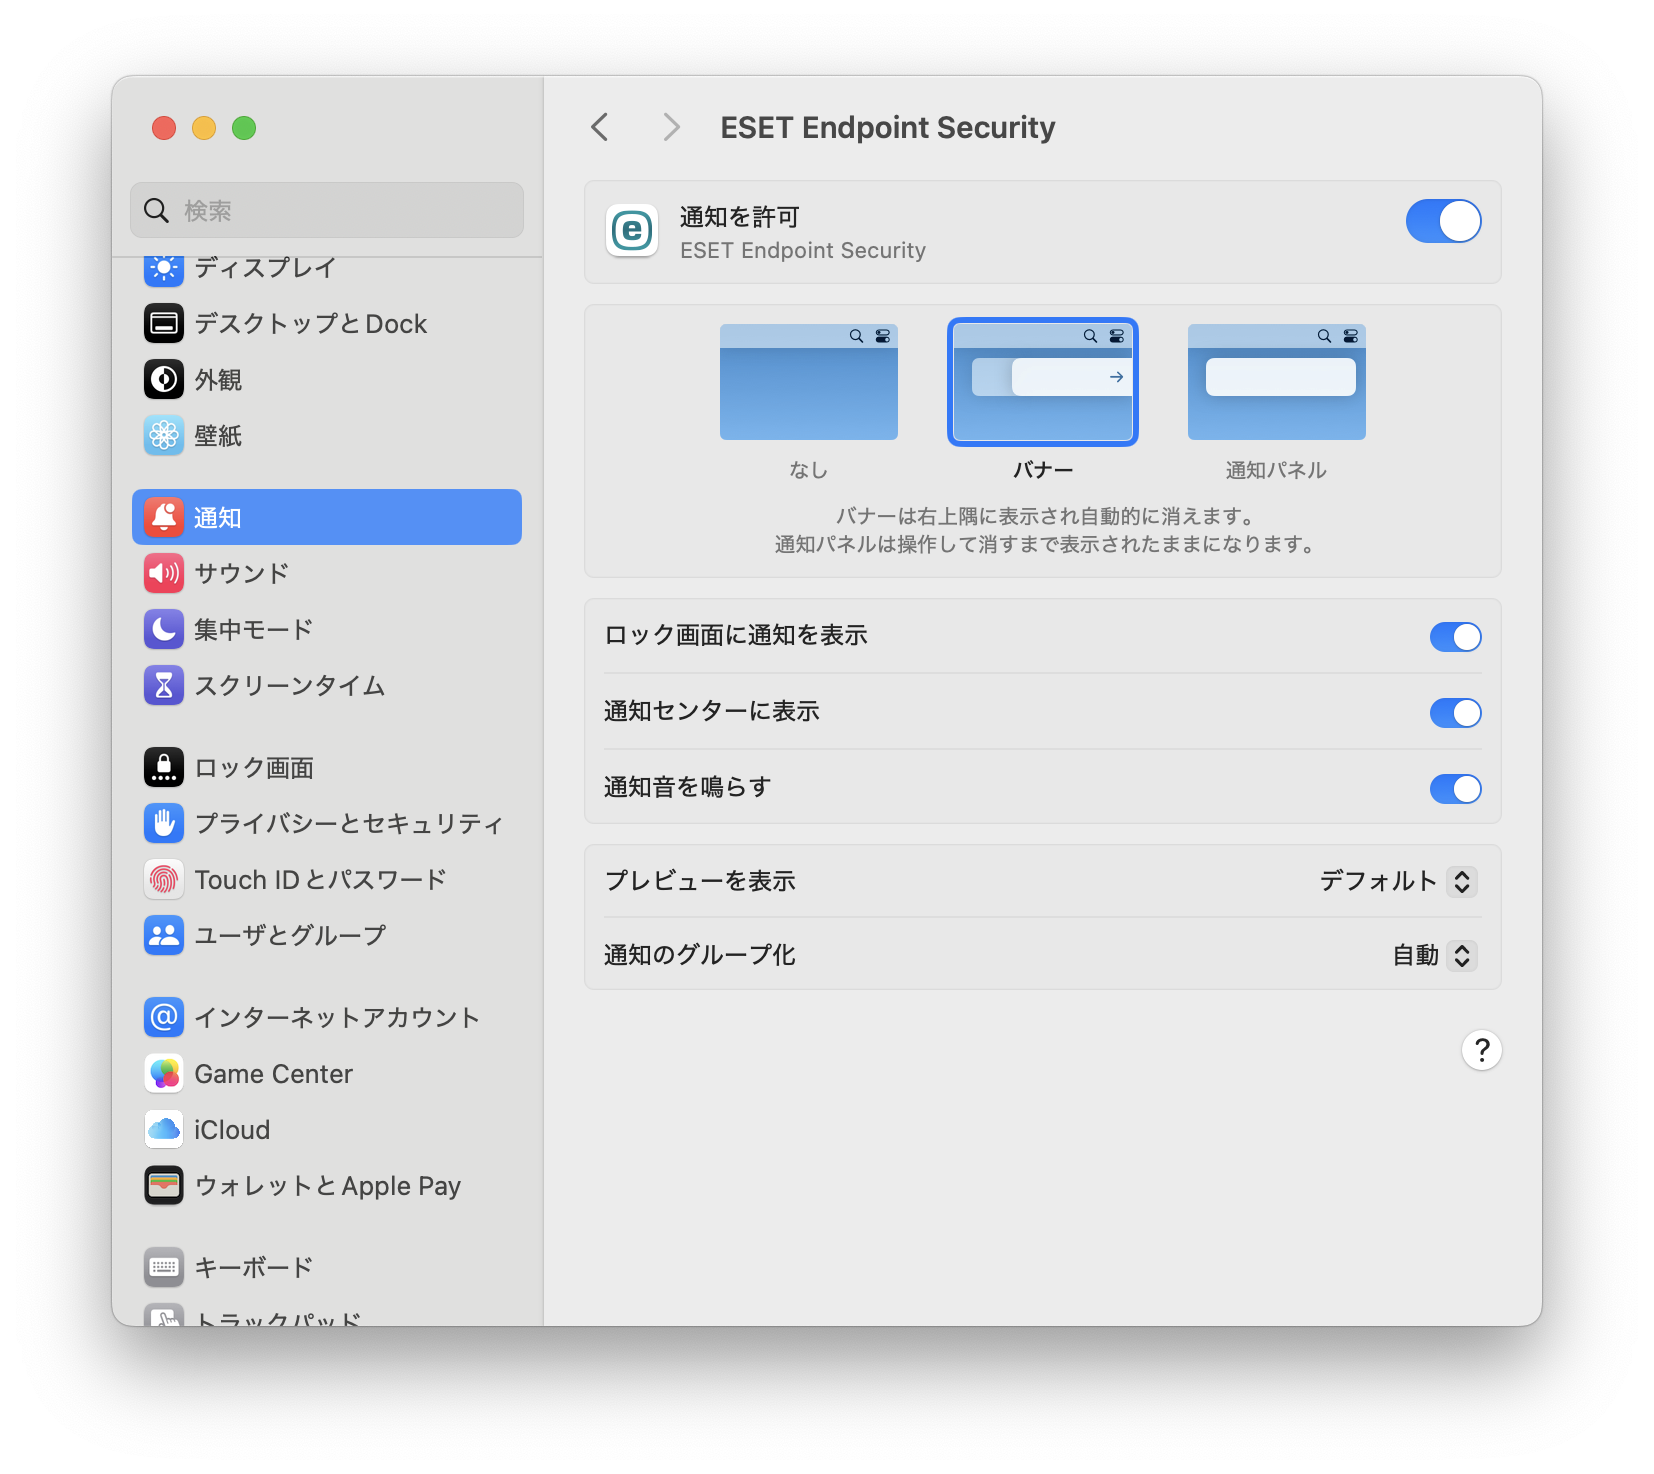 検索
ディスプレイ
デスクトップとDock
外観
壁紙
通知
サウンド
集中モード
スクリーンタイム
ロック画面
プライバシーとセキュリティ
Touch IDとパスワード
ユーザとグループ
インターネットアカウント
Game Center
iCloud
ウォレットとApple Pay
キーボード
トラックパッド
ESET Endpoint Security
通知を許可
ESET Endpoint Security
なし
バナー
通知パネル
バナーは右上隅に表示され自動的に消えます。
通知パネルは操作して消すまで表示されたままになります。
ロック画面に通知を表示
通知センターに表示
通知音を鳴らす
プレビューを表示 デフォルト
通知のグループ化 自動
?